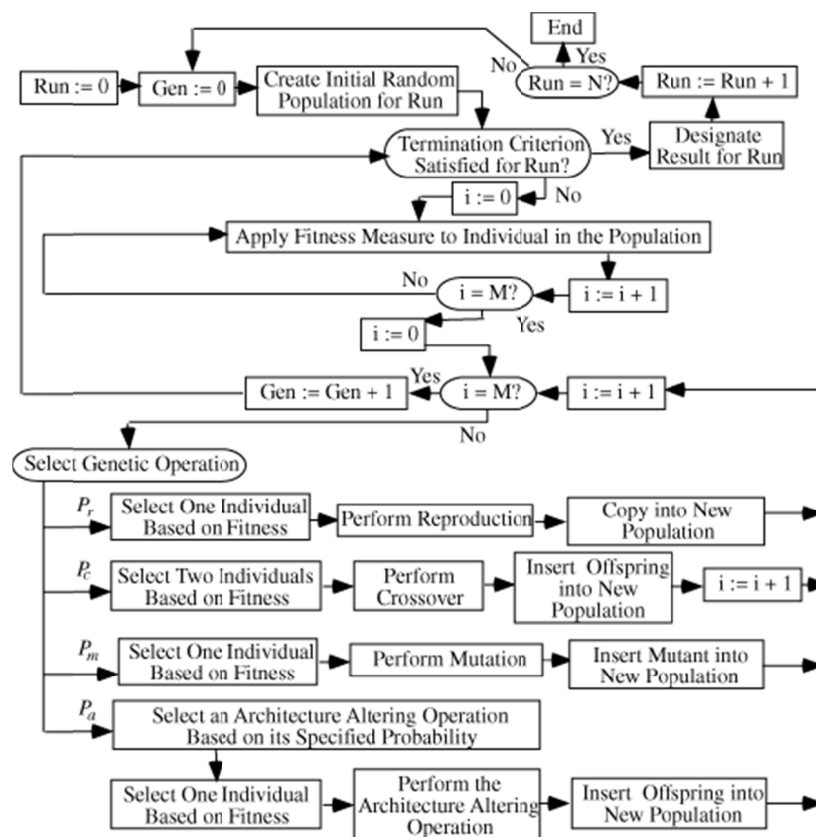 End
Yes
No
Run := 0
Gen := 0
Create Initial Random
Population for Run
Run = N?
Run := Run + 1
Termination Criterion
Satisfied for Run?
Yes
Designate
Result for Run
i := 0
No
Apply Fitness Measure to Individual in the Population
No
i = M?
i := i + 1
i := 0
Yes
Gen := Gen + 1
Yes
i = M?
i := i + 1
No
Select Genetic Operation
Pr
Select One Individual
Based on Fitness
Perform Reproduction
Copy into New
Population
Pc
Select Two Individuals
Based on Fitness
Perform
Crossover
Insert Offspring
into New
Population
i := i + 1
Pm
Select One Individual
Based on Fitness
Perform Mutation
Insert Mutant into
New Population
Pa
Select an Architecture Altering Operation
Based on its Specified Probability
Select One Individual
Based on Fitness
Perform the
Architecture Altering
Operation
Insert Offspring into
New Population